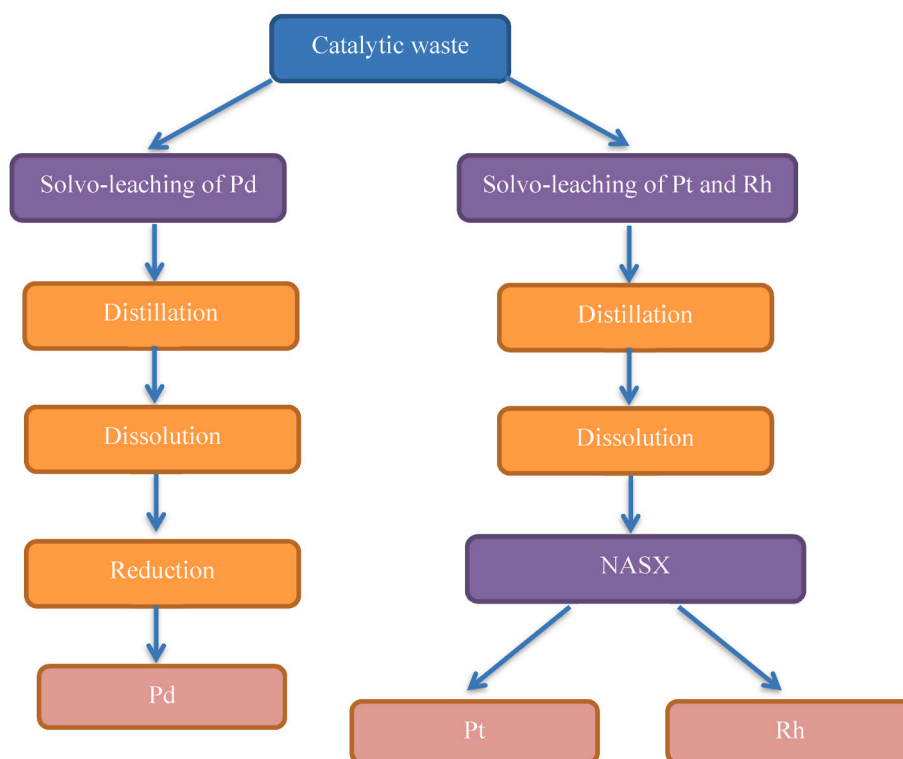 Catalytic waste
Solvo-leaching of Pd
Solvo-leaching of Pt and Rh
Distillation
Distillation
Dissolution
Dissolution
Reduction
NASX
Pd
Pt
Rh